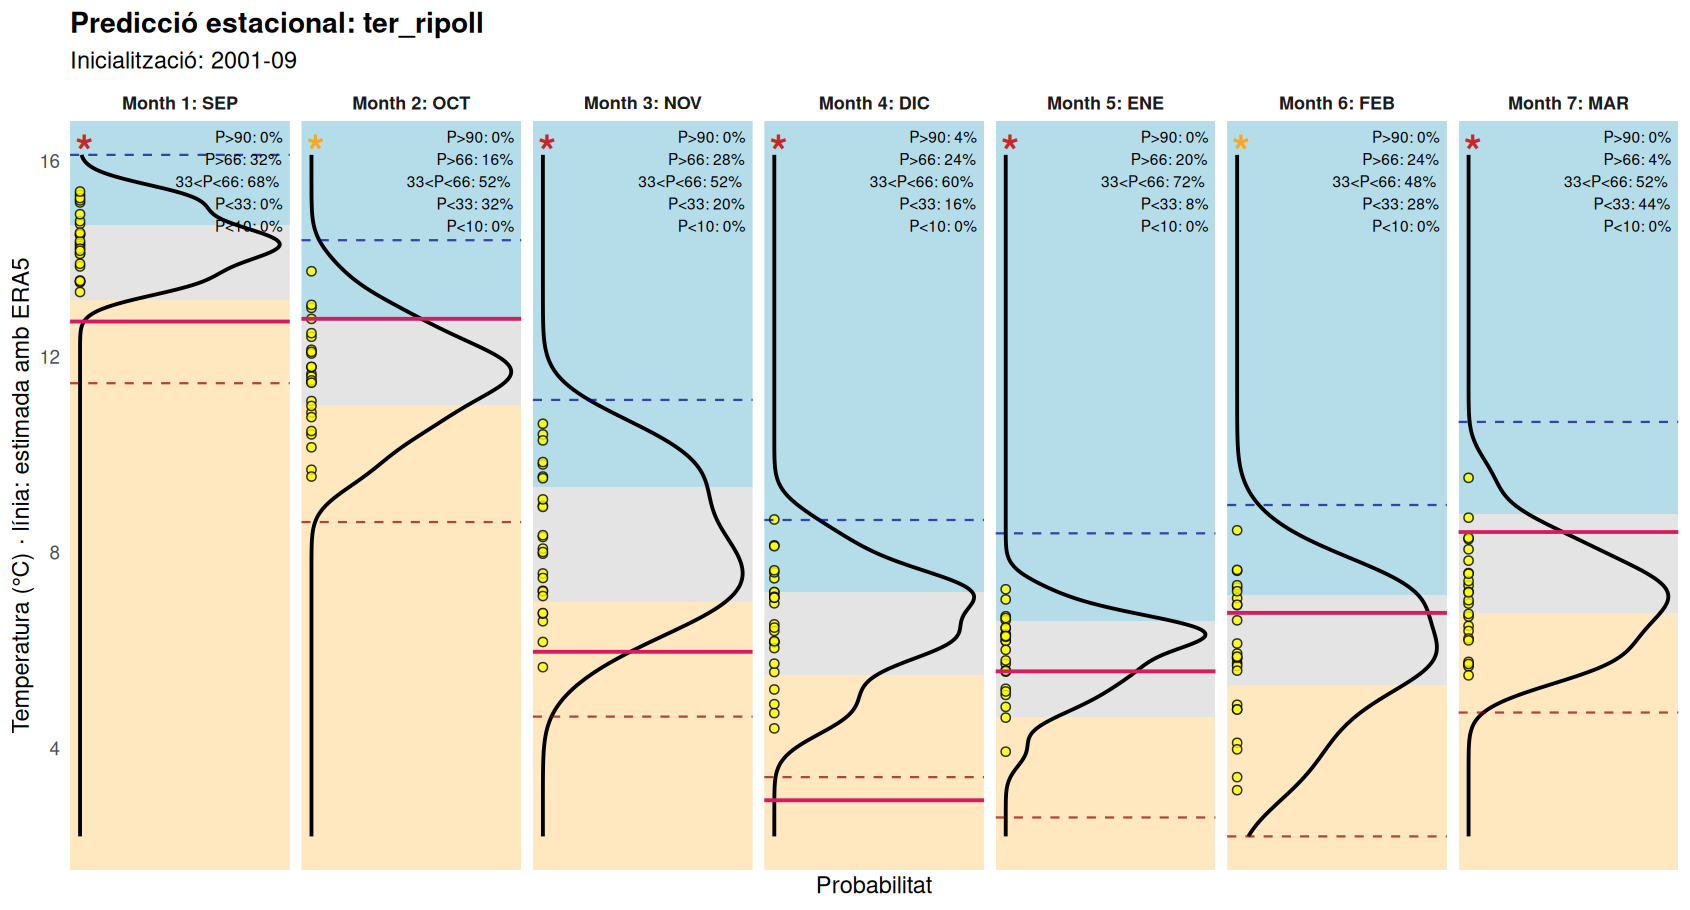 Predicció estacional: ter_ripoll
Inicialització: 2001-09
Month 1: SEP
Month 2: OCT
Month 3: NOV
Month 4: DIC
Month 5: ENE
Month 6: FEB
Month 7: MAR
P>90: 0%
P>66: 32%
33<P<66: 68%
P<33: 0%
P<10: 0%
P>90: 0%
P>66: 16%
33<P<66: 52%
P<33: 32%
P<10: 0%
P>90: 0%
P>66: 28%
33<P<66: 52%
P<33: 20%
P<10: 0%
P>90: 4%
P>66: 24%
33<P<66: 60%
P<33: 16%
P<10: 0%
P>90: 0%
P>66: 20%
33<P<66: 72%
P<33: 8%
P<10: 0%
P>90: 0%
P>66: 24%
33<P<66: 48%
P<33: 28%
P<10: 0%
P>90: 0%
P>66: 4%
33<P<66: 52%
P<33: 44%
P<10: 0%
16
12
8
4
Temperatura (°C) · línia: estimada amb ERA5
Probabilitat